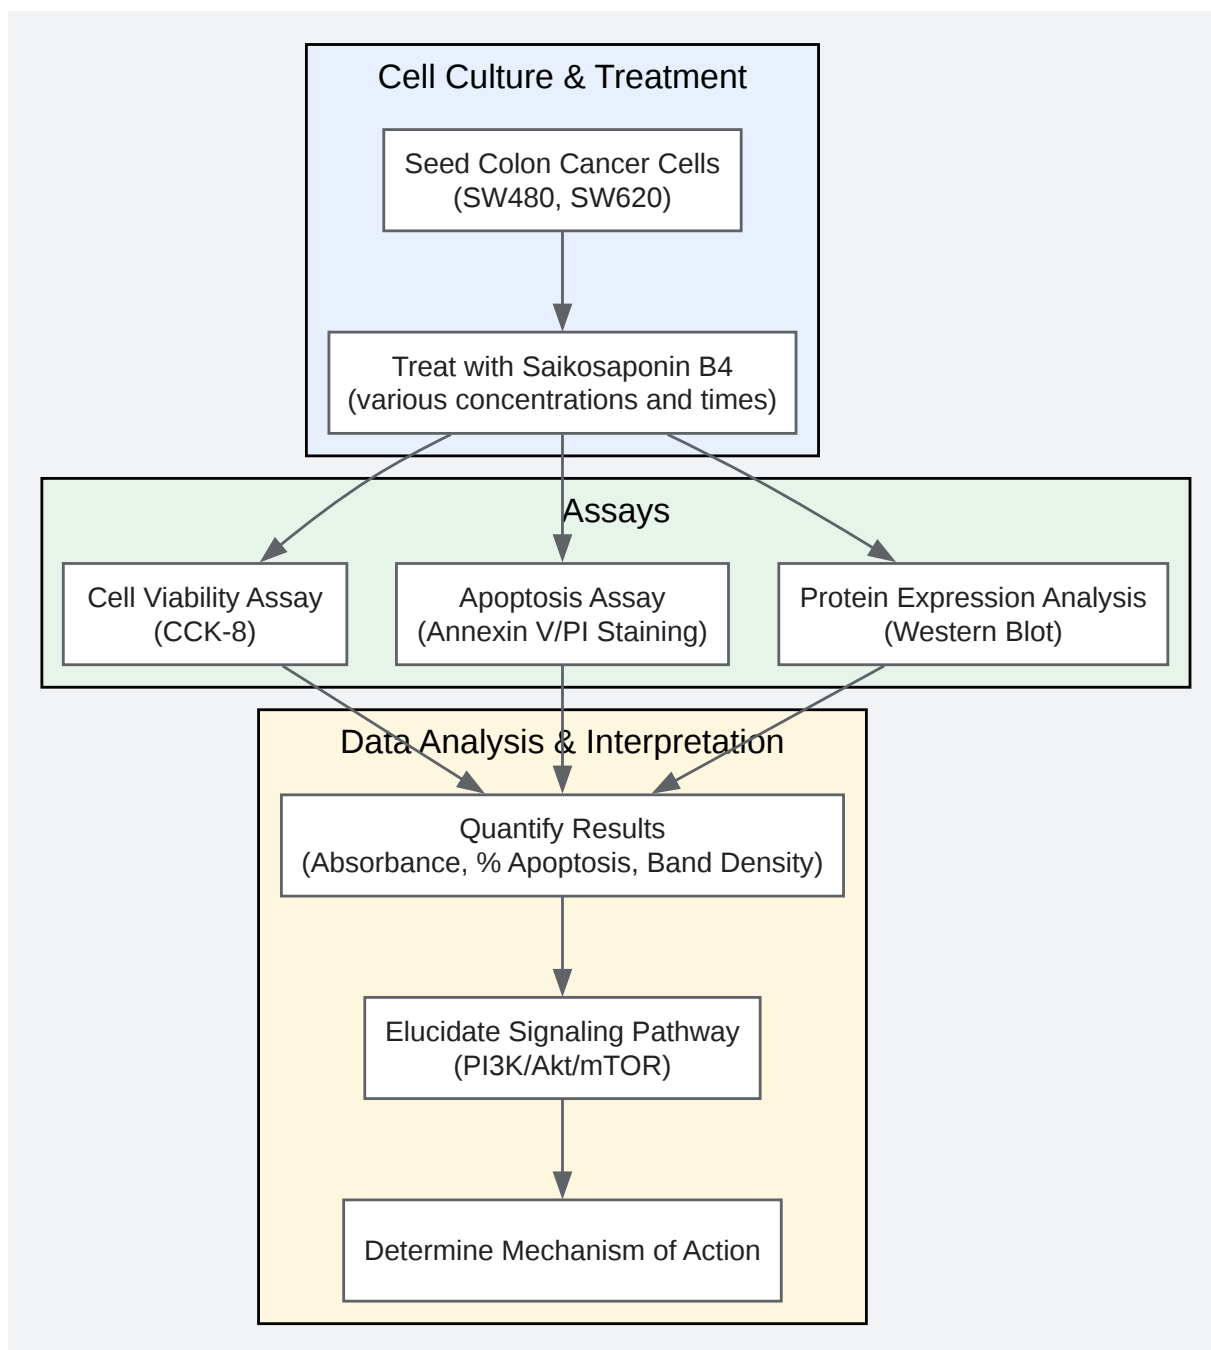 Cell Culture & Treatment
Seed Colon Cancer Cells
(SW480, SW620)
Treat with Saikosaponin B4
(various concentrations and times)
Assays
Cell Viability Assay
(CCK-8)
Apoptosis Assay
(Annexin V/PI Staining)
Protein Expression Analysis
(Western Blot)
Data Analysis & Interpretation
Quantify Results
(Absorbance, % Apoptosis, Band Density)
Elucidate Signaling Pathway
(PI3K/Akt/mTOR)
Determine Mechanism of Action